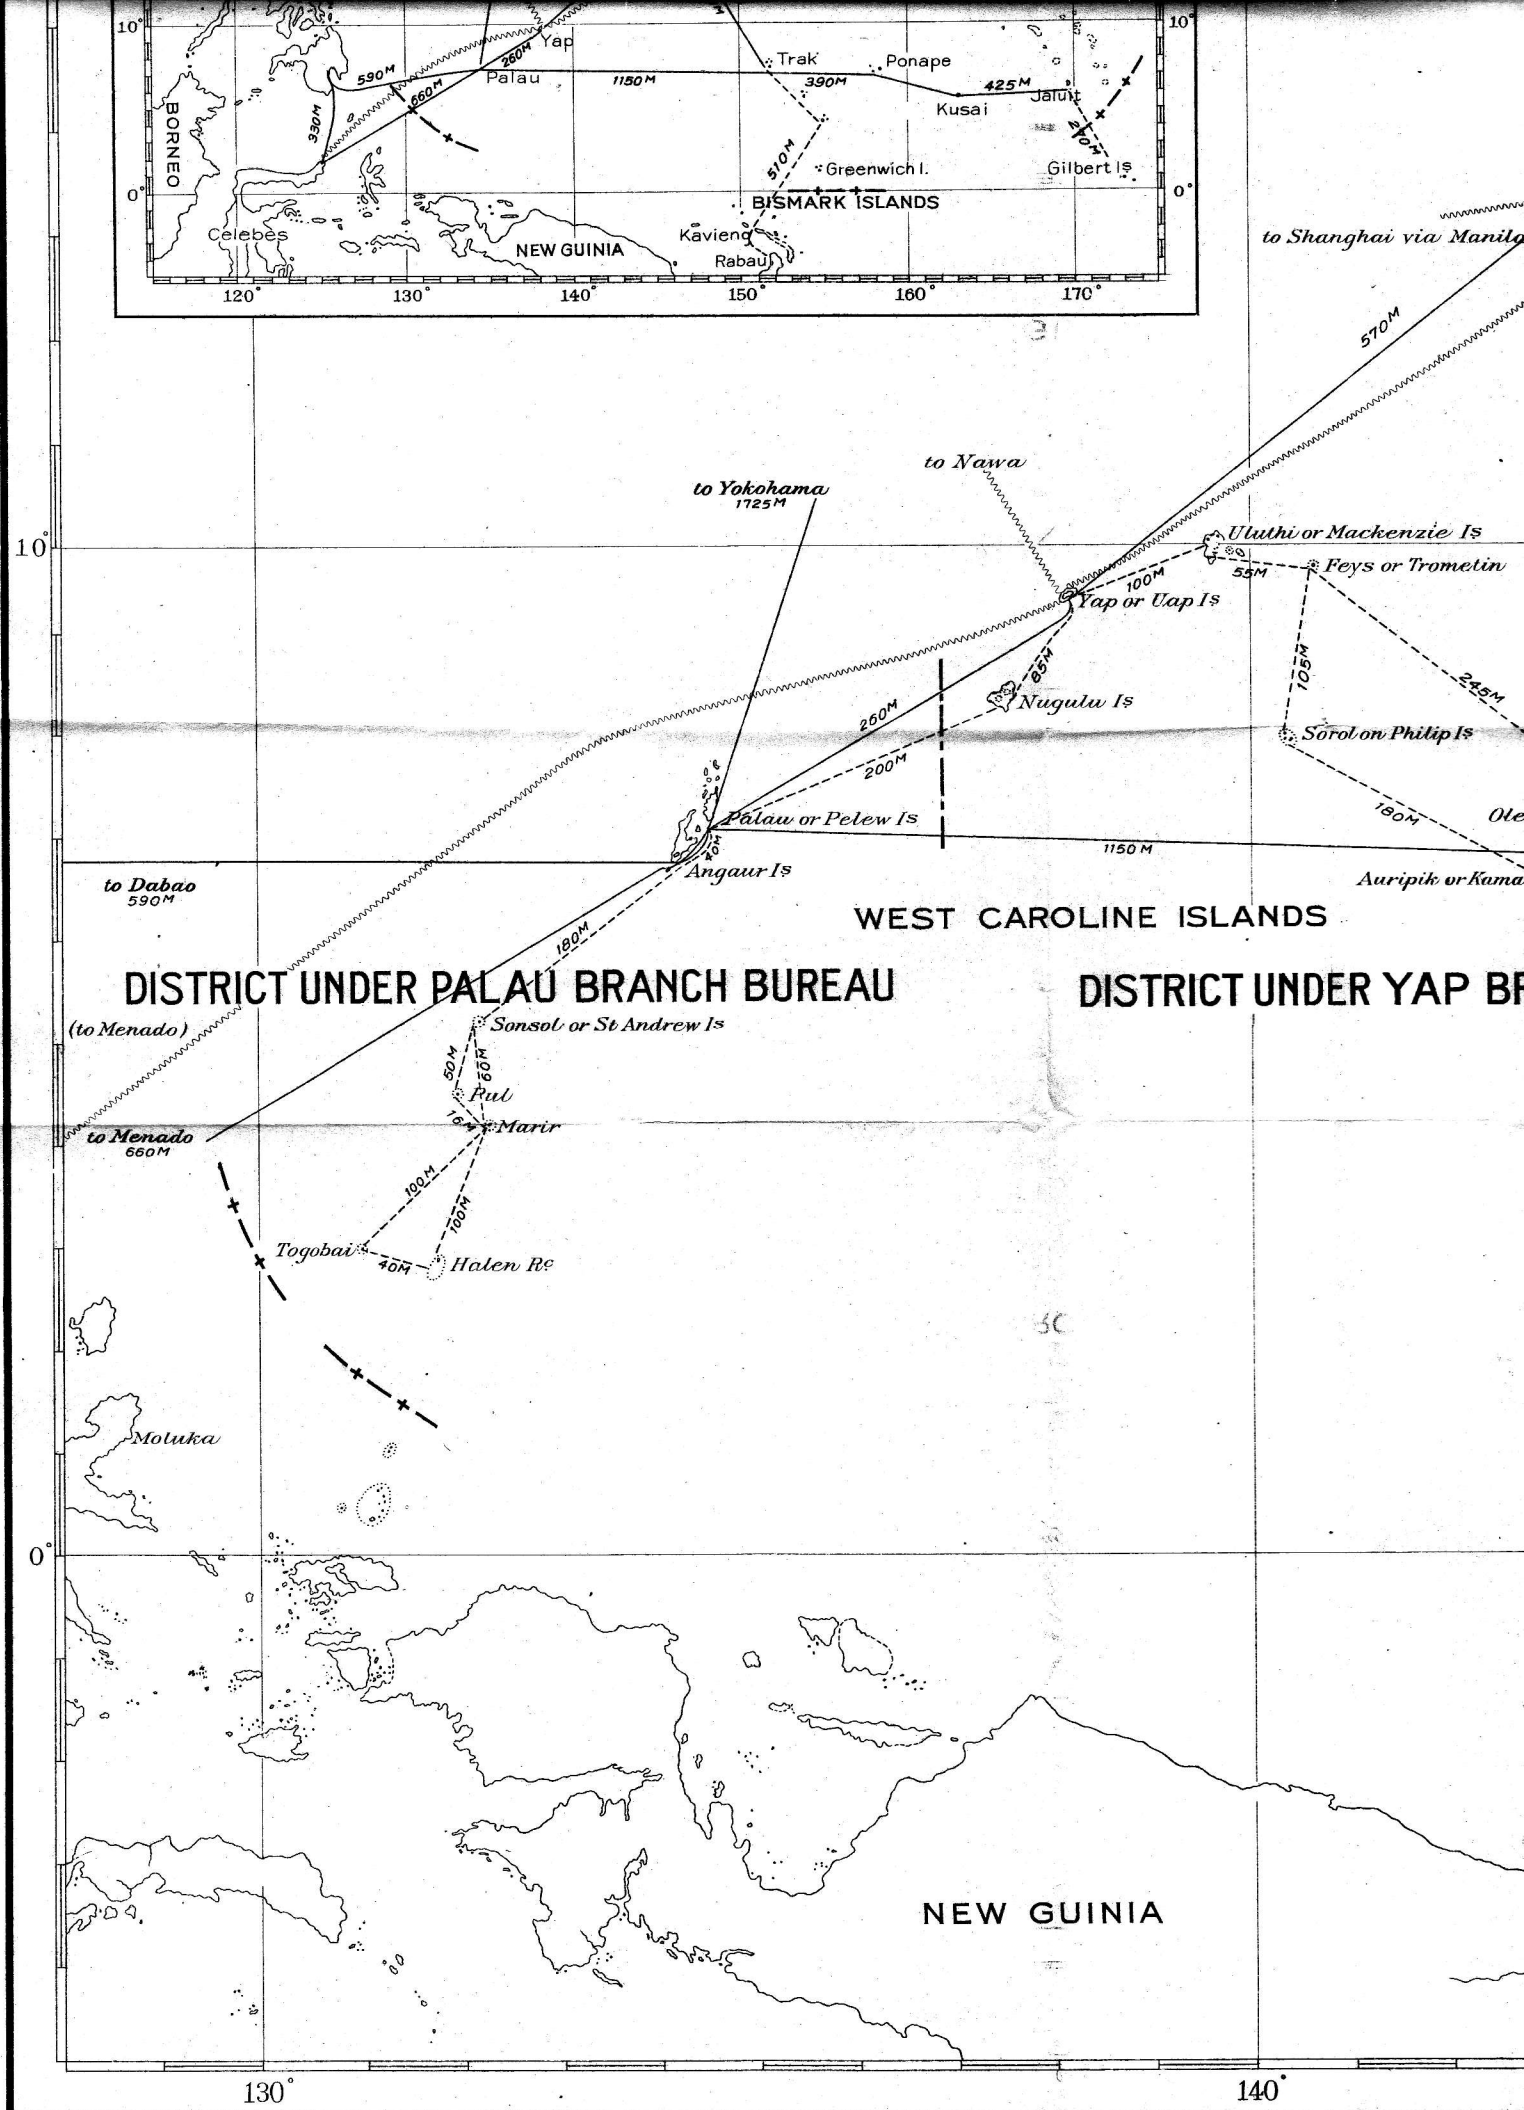 10°
10°
BORNEO
590M
260M
Yap
Palau
660M
330M
1150M
Trak
390M
Ponape
425M
Kusai
Jaluit
270M
510M
Greenwich I.
Gilbert Is
0°
0°
BISMARK ISLANDS
Celebes
NEW GUINIA
Kavieng
Rabaul
120°
130°
140°
150°
160°
170°
to Shanghai via Manila
570M
to Nawa
to Yokohama
1725M
10°
Uluthi or Mackenzie Is
100M
55M
Feys or Trometin
Yap or Uap Is
85M
105M
245M
Nugulu Is
260M
200M
Sorol on Philip Is
180M
Palau or Pelew Is
40M
Ole
1150M
Angaur Is
to Dabao
590M
Auripik or Kama
WEST CAROLINE ISLANDS
180M
DISTRICT UNDER PALAU BRANCH BUREAU
DISTRICT UNDER YAP BR
(to Menado)
Sonsol or St Andrew Is
50M
60M
Pul
16M
Marir
to Menado
660M
100M
100M
Togobai
40M
Halen Re
Moluka
0°
NEW GUINIA
130°
140°